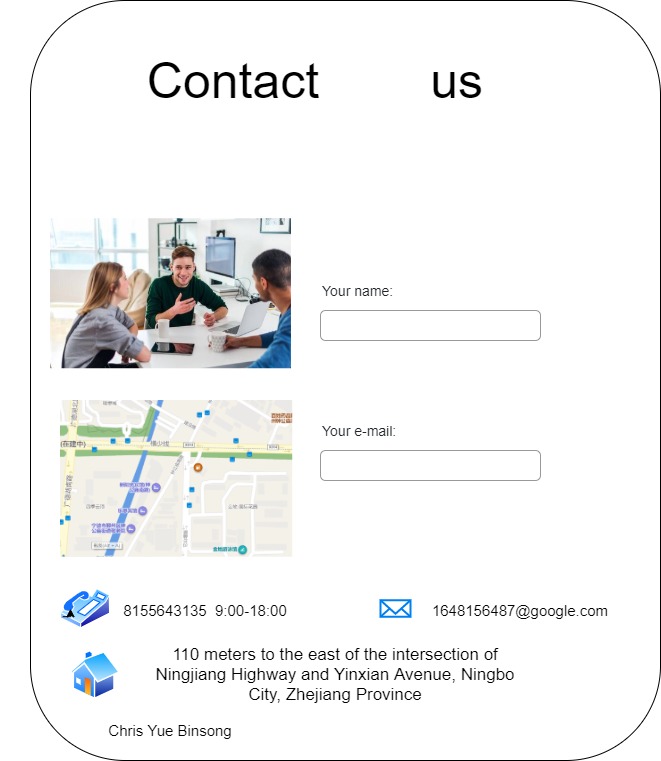 Contact us
Your name:
Your e-mail:
8155643135 9:00-18:00
1648156487@google.com
110 meters to the east of the intersection of
Ningjiang Highway and Yinxian Avenue, Ningbo
City, Zhejiang Province
Chris Yue Binsong